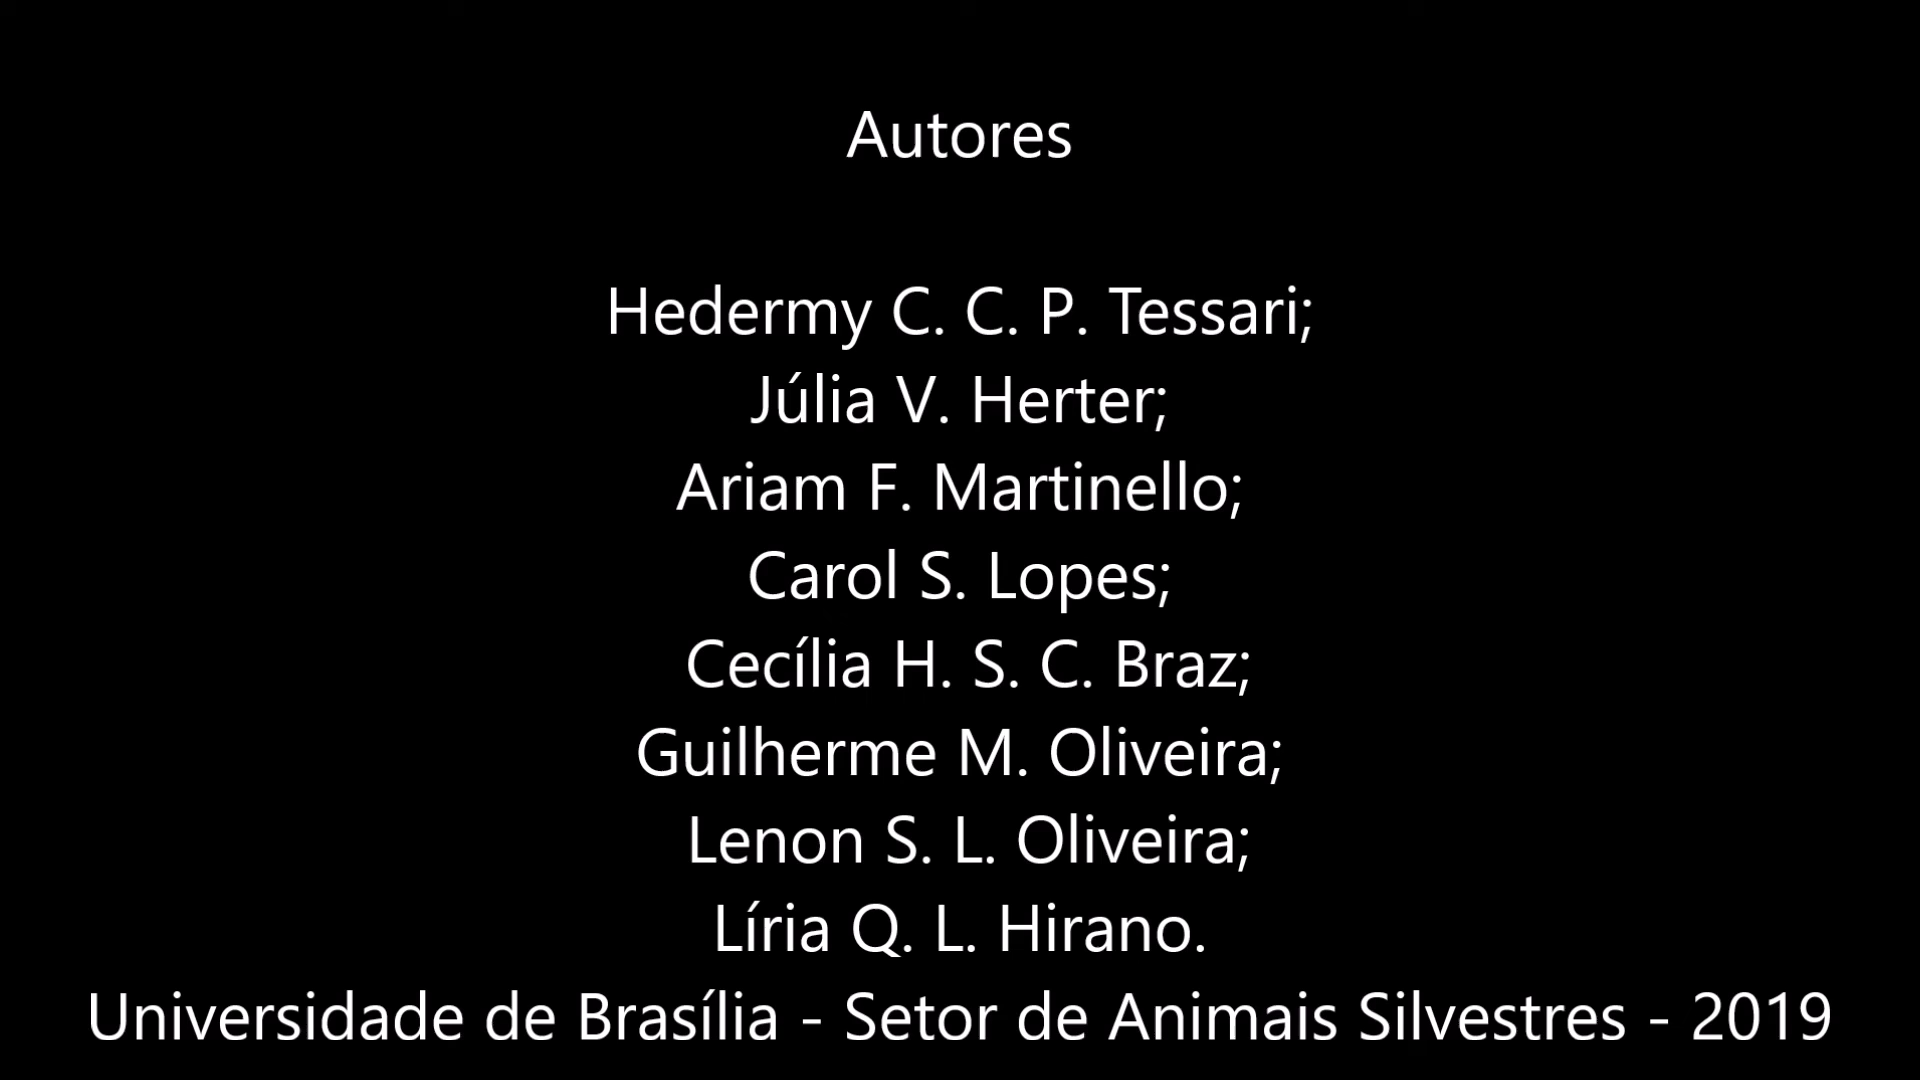 Autores
Hedermy C. C. P. Tessari;
Júlia V. Herter;
Ariam F. Martinello;
Carol S. Lopes;
Cecília H. S. C. Braz;
Guilherme M. Oliveira;
Lenon S. L. Oliveira;
Líria Q. L. Hirano.
Universidade de Brasília - Setor de Animais Silvestres - 2019